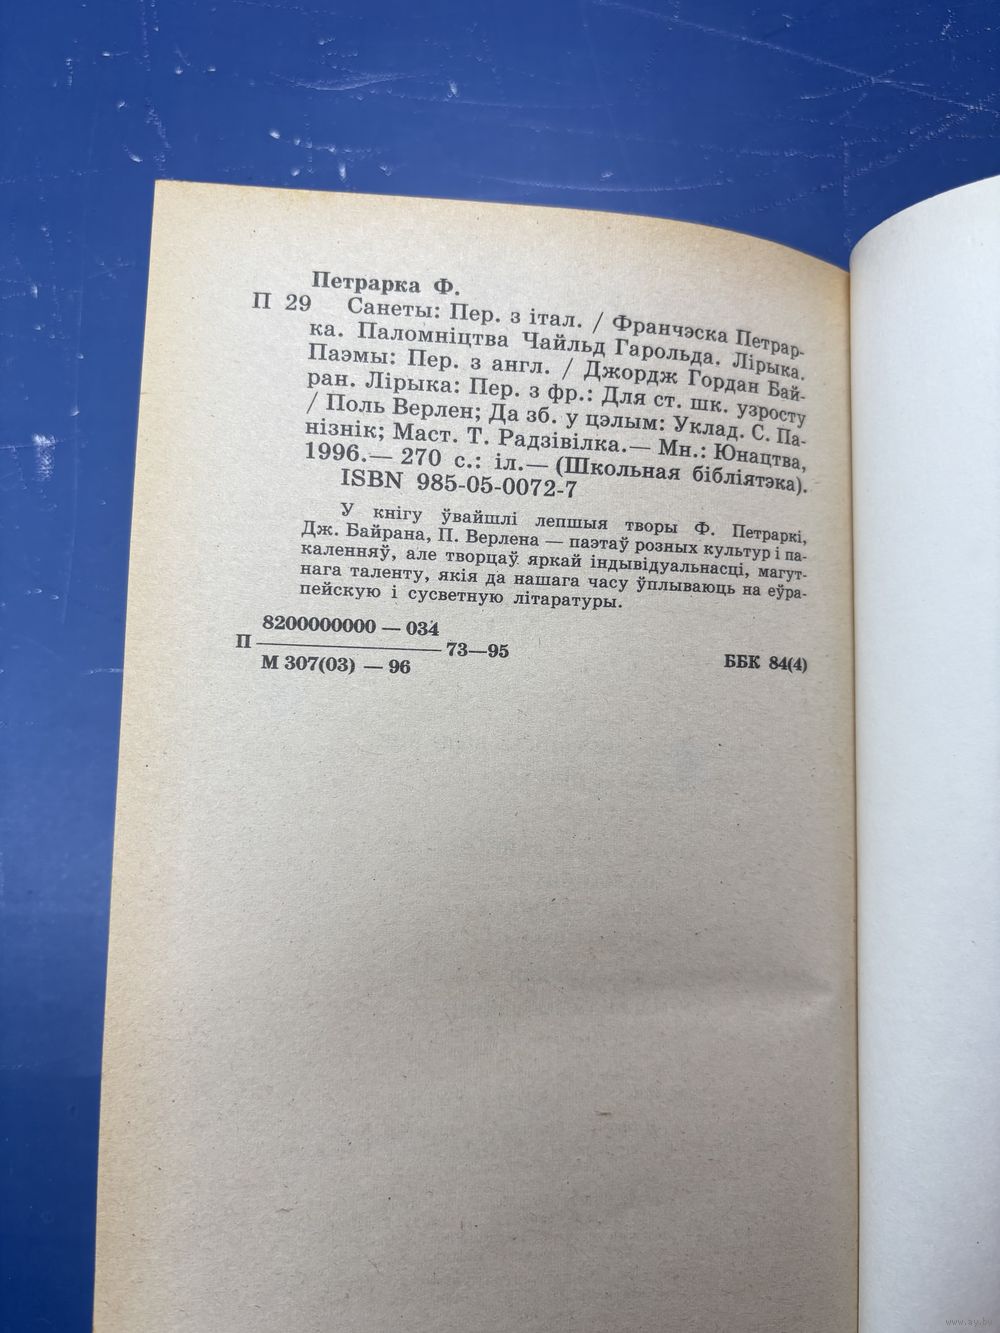 Петрарка Ф.
П 29 Санеты: Пер. з італ. / Франчэска Петрар-
ка. Паломніцтва Чайльд Гарольда. Лірыка.
Паэмы: Пер. з англ. / Джордж Гордан Бай-
ран. Лірыка: Пер. з фр.: Для ст. шк. узросту
/ Поль Верлен; Да зб. у цэлым: Уклад. С. Па-
нізнік; Маст. Т. Радзівілка.— Мн.: Юнацтва,
1996.— 270 с.: іл.— (Школьная бібліятэка).
ISBN 985-05-0072-7
У кнігу ўвайшлі лепшыя творы Ф. Петраркі,
Дж. Байрана, П. Верлена — паэтаў розных культур і па-
каленняў, але творцаў яркай індывідуальнасці, магут-
нага таленту, якія да нашага часу ўплываюць на еўра-
пейскую і сусветную літаратуры.
8200000000 — 034
П 73—95
М 307(03) — 96
ББК 84(4)
www.ay.by